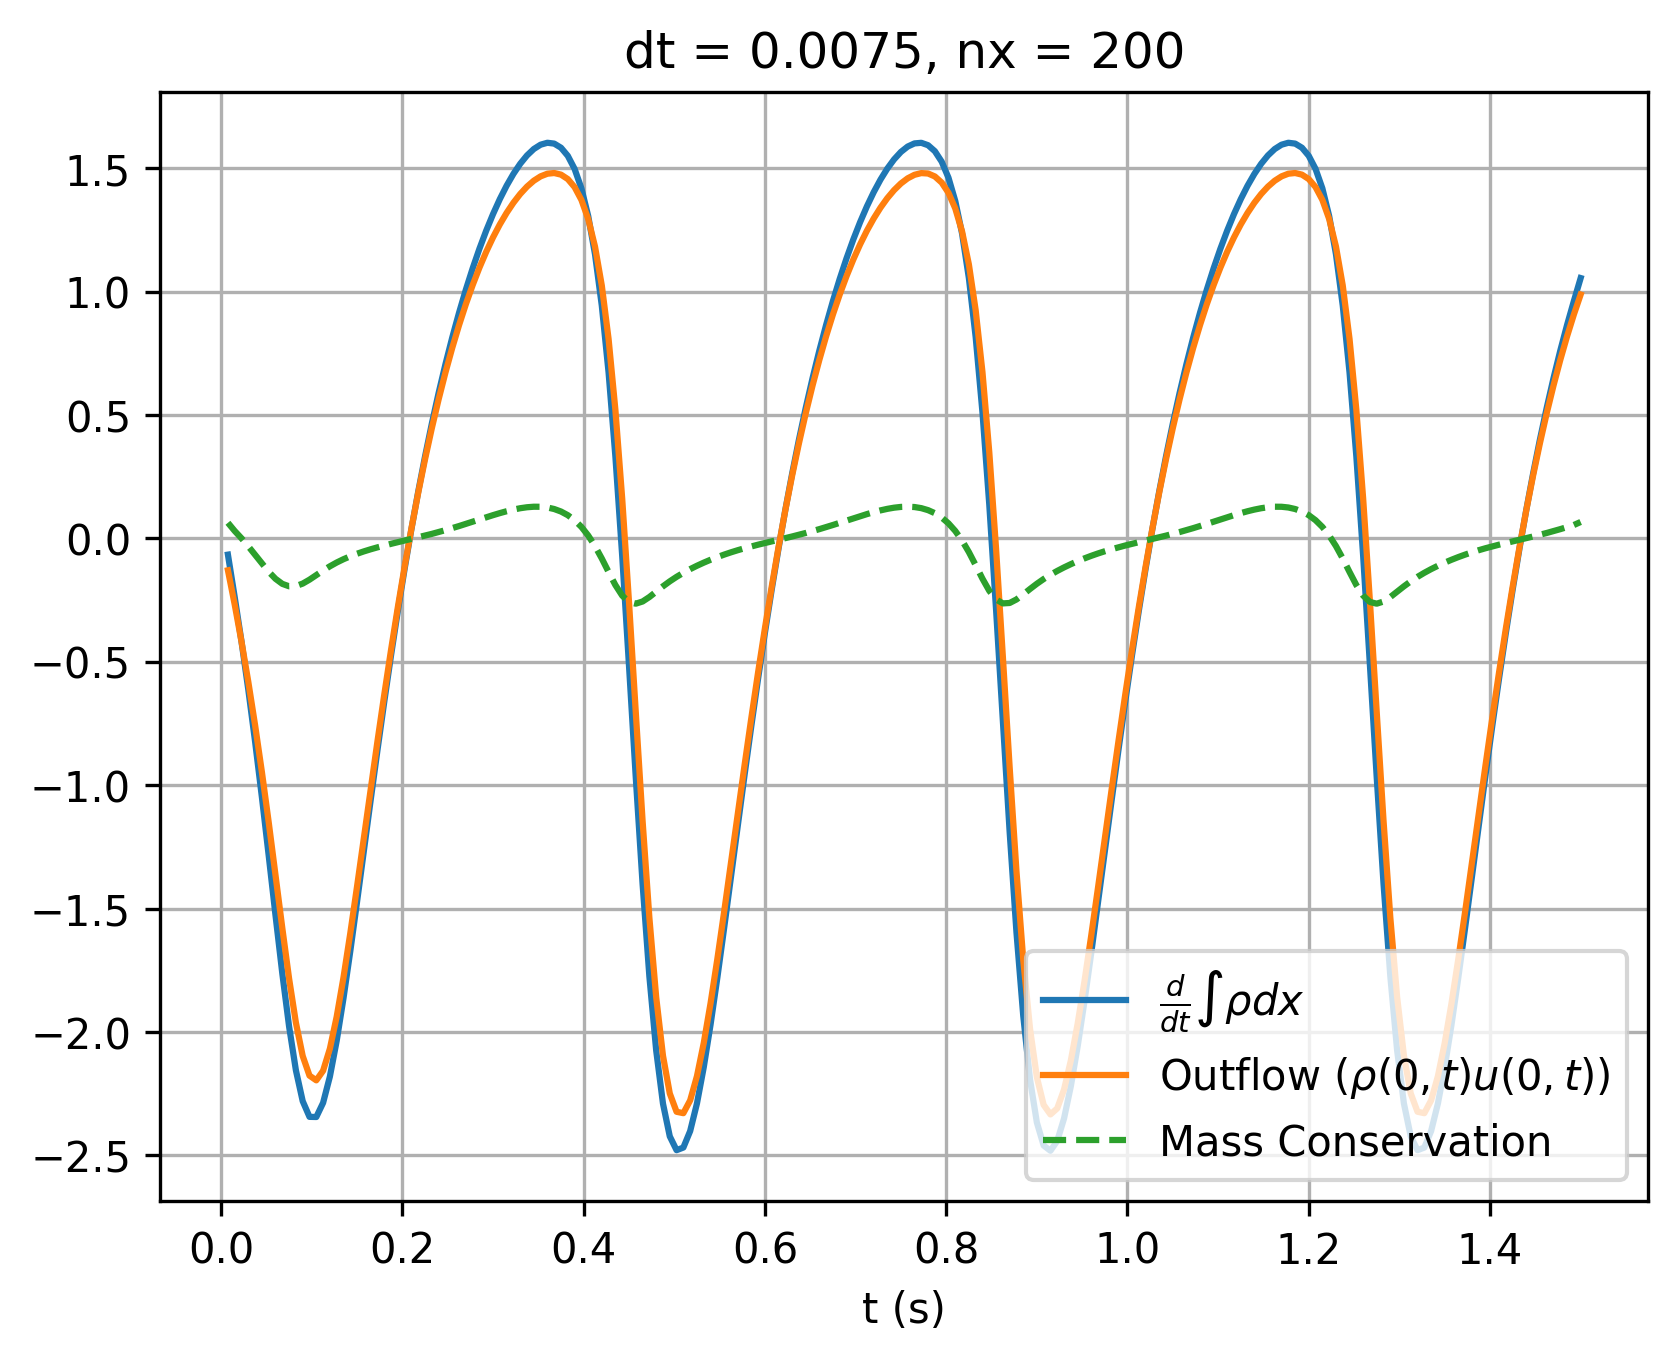 dt = 0.0075, nx = 200
1.5
1.0
0.5
0.0
−0.5
−1.0
−1.5
−2.0
−2.5
d/dt ∫ρdx
Outflow (ρ(0, t)u(0, t))
Mass Conservation
0.0 0.2 0.4 0.6 0.8 1.0 1.2 1.4
t (s)